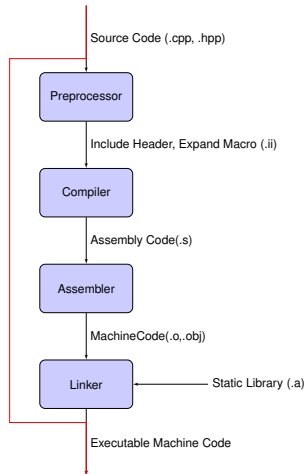 Source Code (.cpp, .hpp)
Preprocessor
Include Header, Expand Macro (.ii)
Compiler
Assembly Code(.s)
Assembler
MachineCode(.o,.obj)
Linker
Static Library (.a)
Executable Machine Code